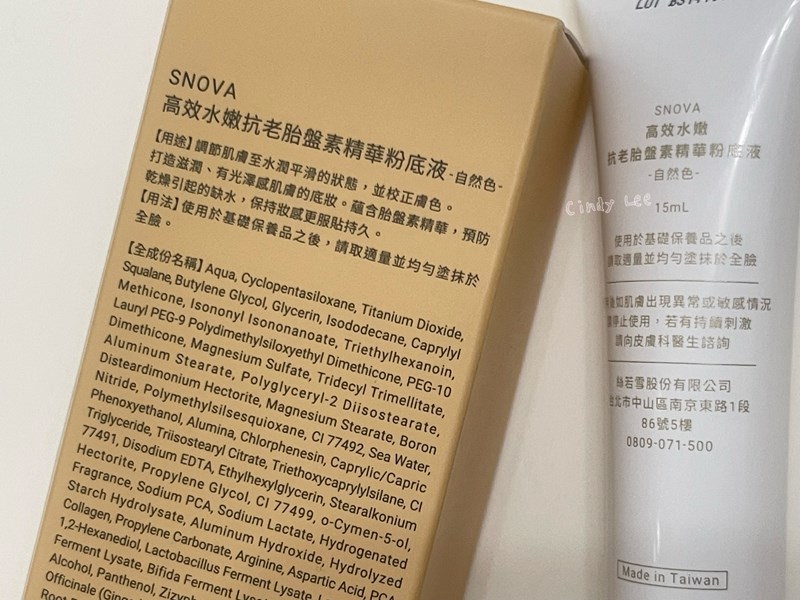 SNOVA
高效水嫩抗老胎盤素精華粉底液-自然色-
【用途】調節肌膚至水潤平滑的狀態，並校正膚色。
打造滋潤、有光澤感肌膚的底妝。蘊含胎盤素精華，預防
乾燥引起的缺水，保持妝感更服貼持久。
【用法】使用於基礎保養品之後，請取適量並均勻塗抹於
全臉。
【全成份名稱】Aqua, Cyclopentasiloxane, Titanium Dioxide,
Squalane, Butylene Glycol, Glycerin, Isododecane, Caprylyl
Methicone, Isononyl Isononanoate, Triethylhexanoin,
Lauryl PEG-9 Polydimethylsiloxyethyl Dimethicone, PEG-10
Dimethicone, Magnesium Sulfate, Tridecyl Trimellitate,
Aluminum Stearate, Polyglyceryl-2 Diisostearate,
Disteardimonium Hectorite, Magnesium Stearate, Boron
Nitride, Polymethylsilsesquioxane, CI 77492, Sea Water,
Phenoxyethanol, Alumina, Chlorphenesin, Caprylic/Capric
Triglyceride, Triisostearyl Citrate, Triethoxycaprylylsilane, CI
77491, Disodium EDTA, Ethylhexylglycerin, Stearalkonium
Hectorite, Propylene Glycol, CI 77499, o-Cymen-5-ol,
Fragrance, Sodium PCA, Sodium Lactate, Hydrogenated
Starch Hydrolysate, Aluminum Hydroxide, Hydrolyzed
Collagen, Propylene Carbonate, Arginine, Aspartic Acid, PCA,
1,2-Hexanediol, Lactobacillus Ferment Lysate,
Ferment Lysate, Bifida Ferment
Alcohol, Panthenol,
Officinale
Root
LOT
SNOVA
高效水嫩
抗老胎盤素精華粉底液
-自然色-
15mL
使用於基礎保養品之後
請取適量並均勻塗抹於全臉
後如肌膚出現異常或敏感情況
停止使用，若有持續刺激
請向皮膚科醫生諮詢
絲若雪股份有限公司
台北市中山區南京東路1段
86號5樓
0809-071-500
Made in Taiwan
Cindy Lee